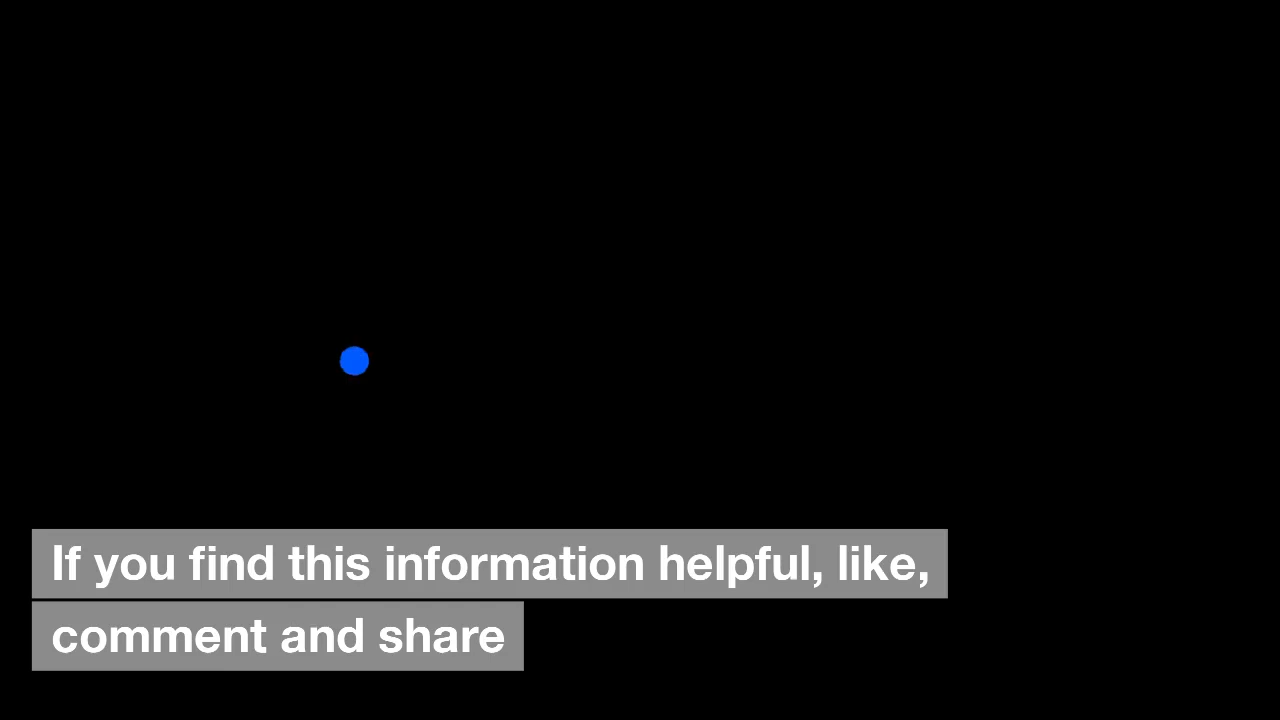 If you find this information helpful, like,
comment and share